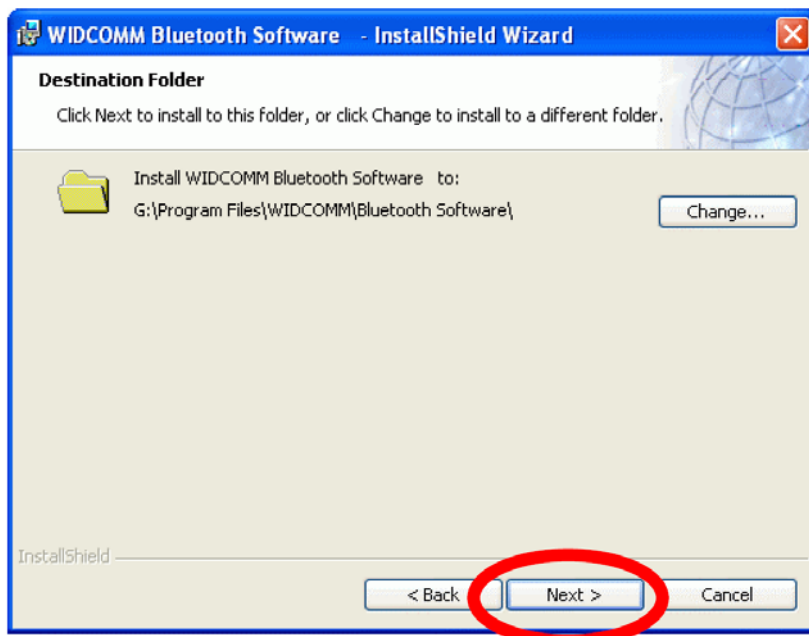 WIDCOMM Bluetooth Software - InstallShield Wizard
Destination Folder
Click Next to install to this folder, or click Change to install to a different folder.
Install WIDCOMM Bluetooth Software to:
G:\Program Files\WIDCOMM\Bluetooth Software\
Change...
InstallShield
< Back
Next >
Cancel